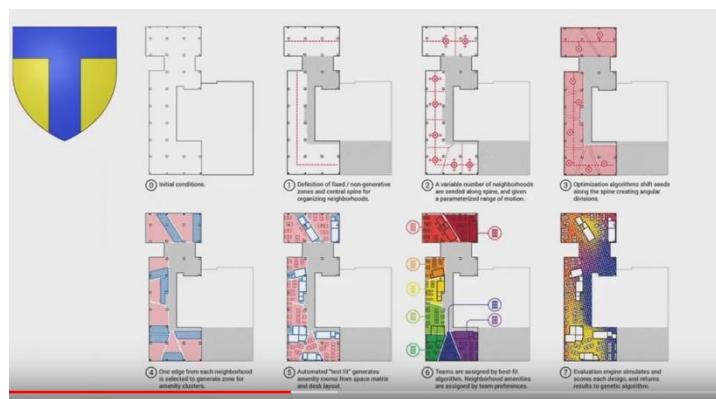 0 Initial conditions.
1 Definition of fixed / non-generative
zones and central spine for
organizing neighborhoods.
2 A variable number of neighborhoods
are seeded along spine, and given
a parameterized range of motion.
3 Optimization algorithms shift seeds
along the spine creating angular
divisions.
4 One edge from each neighborhood
is selected to generate zone for
amenity clusters.
5 Automated "test fit" generates
amenity rooms from space matrix
and desk layout.
6 Teams are assigned by best-fit
algorithm. Neighborhood amenities
are assigned by team preferences.
7 Evaluation engine simulates and
scores each design, and returns
results to genetic algorithm.